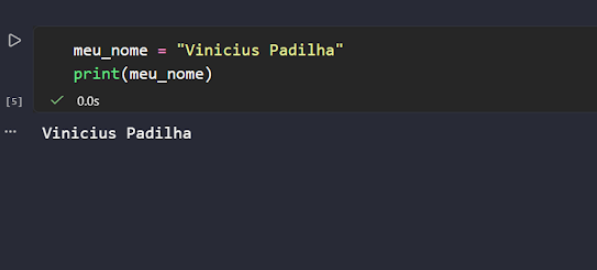 meu_nome = "Vinicius Padilha"
print(meu_nome)
[5] 0.0s
... Vinicius Padilha